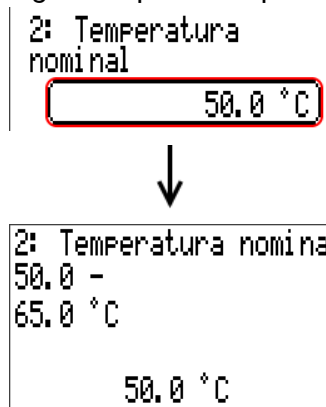 2: Temperatura
nominal
50.0 °C
2: Temperatura nomina
50.0 -
65.0 °C
50.0 °C